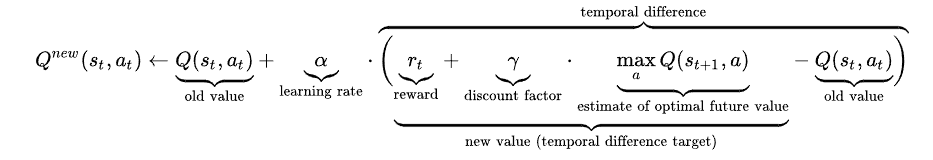 temporal difference
Q^{new}(s_t, a_t) ← Q(s_t, a_t) + α · ( r_t + γ · max_a Q(s_{t+1}, a) − Q(s_t, a_t) )
old value learning rate reward discount factor estimate of optimal future value old value
new value (temporal difference target)